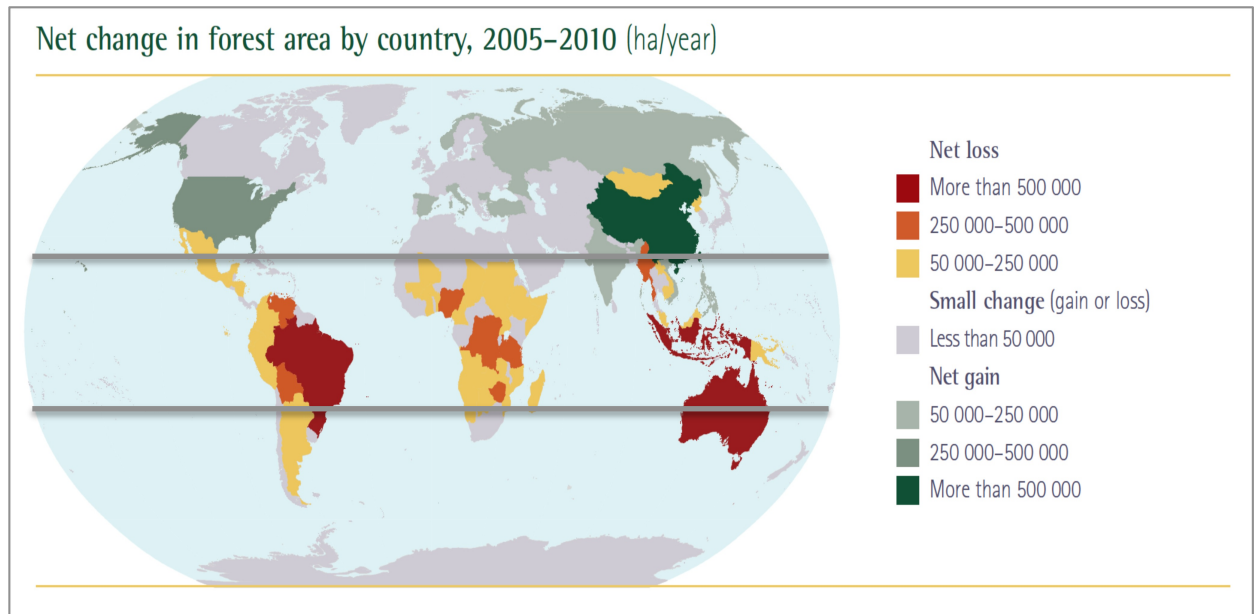 Net change in forest area by country, 2005–2010 (ha/year)
Net loss
More than 500 000
250 000–500 000
50 000–250 000
Small change (gain or loss)
Less than 50 000
Net gain
50 000–250 000
250 000–500 000
More than 500 000